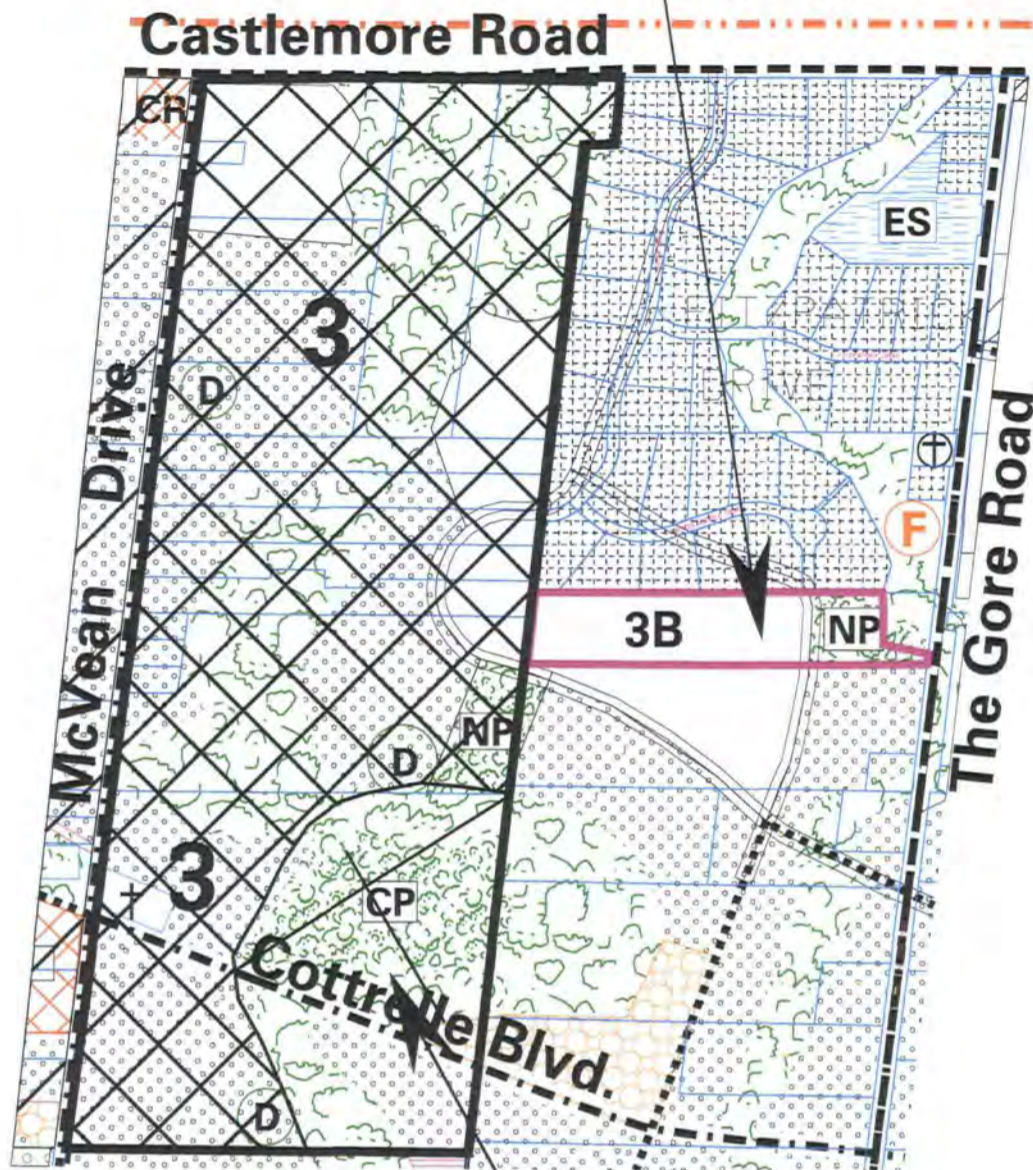 Castlemore Road
CR
ES
3
D
McVean Drive
The Gore Road
F
3B
NP
NP
D
3
CP
Cottrelle Blvd.
D